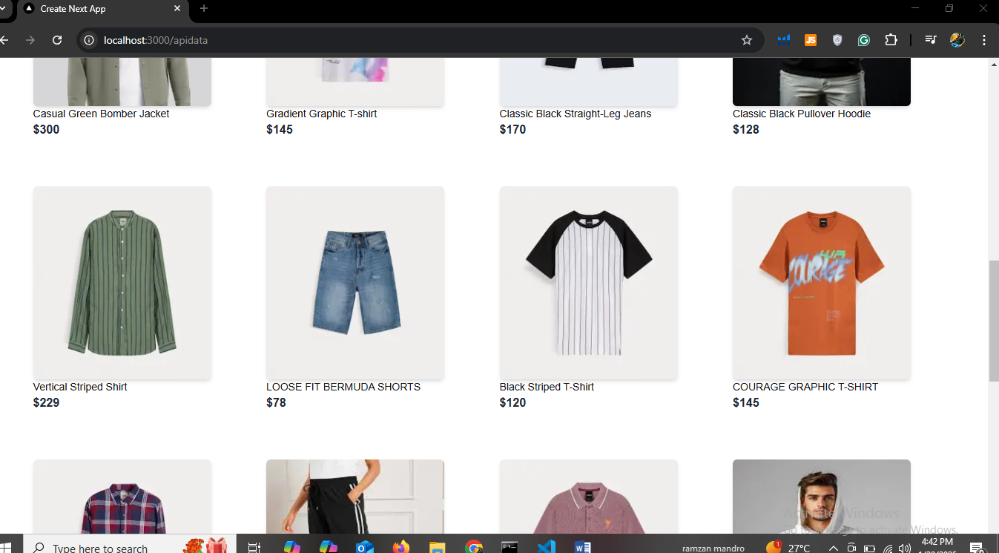 Create Next App
localhost:3000/apidata
JS
Casual Green Bomber Jacket
$300
Gradient Graphic T-shirt
$145
Classic Black Straight-Leg Jeans
$170
Classic Black Pullover Hoodie
$128
Vertical Striped Shirt
$229
LOOSE FIT BERMUDA SHORTS
$78
Black Striped T-Shirt
$120
COURAGE
COURAGE GRAPHIC T-SHIRT
$145
Activate Windows
Go to Settings to activate Windows.
Type here to search
ramzan mandro
1
27°C
4:42 PM